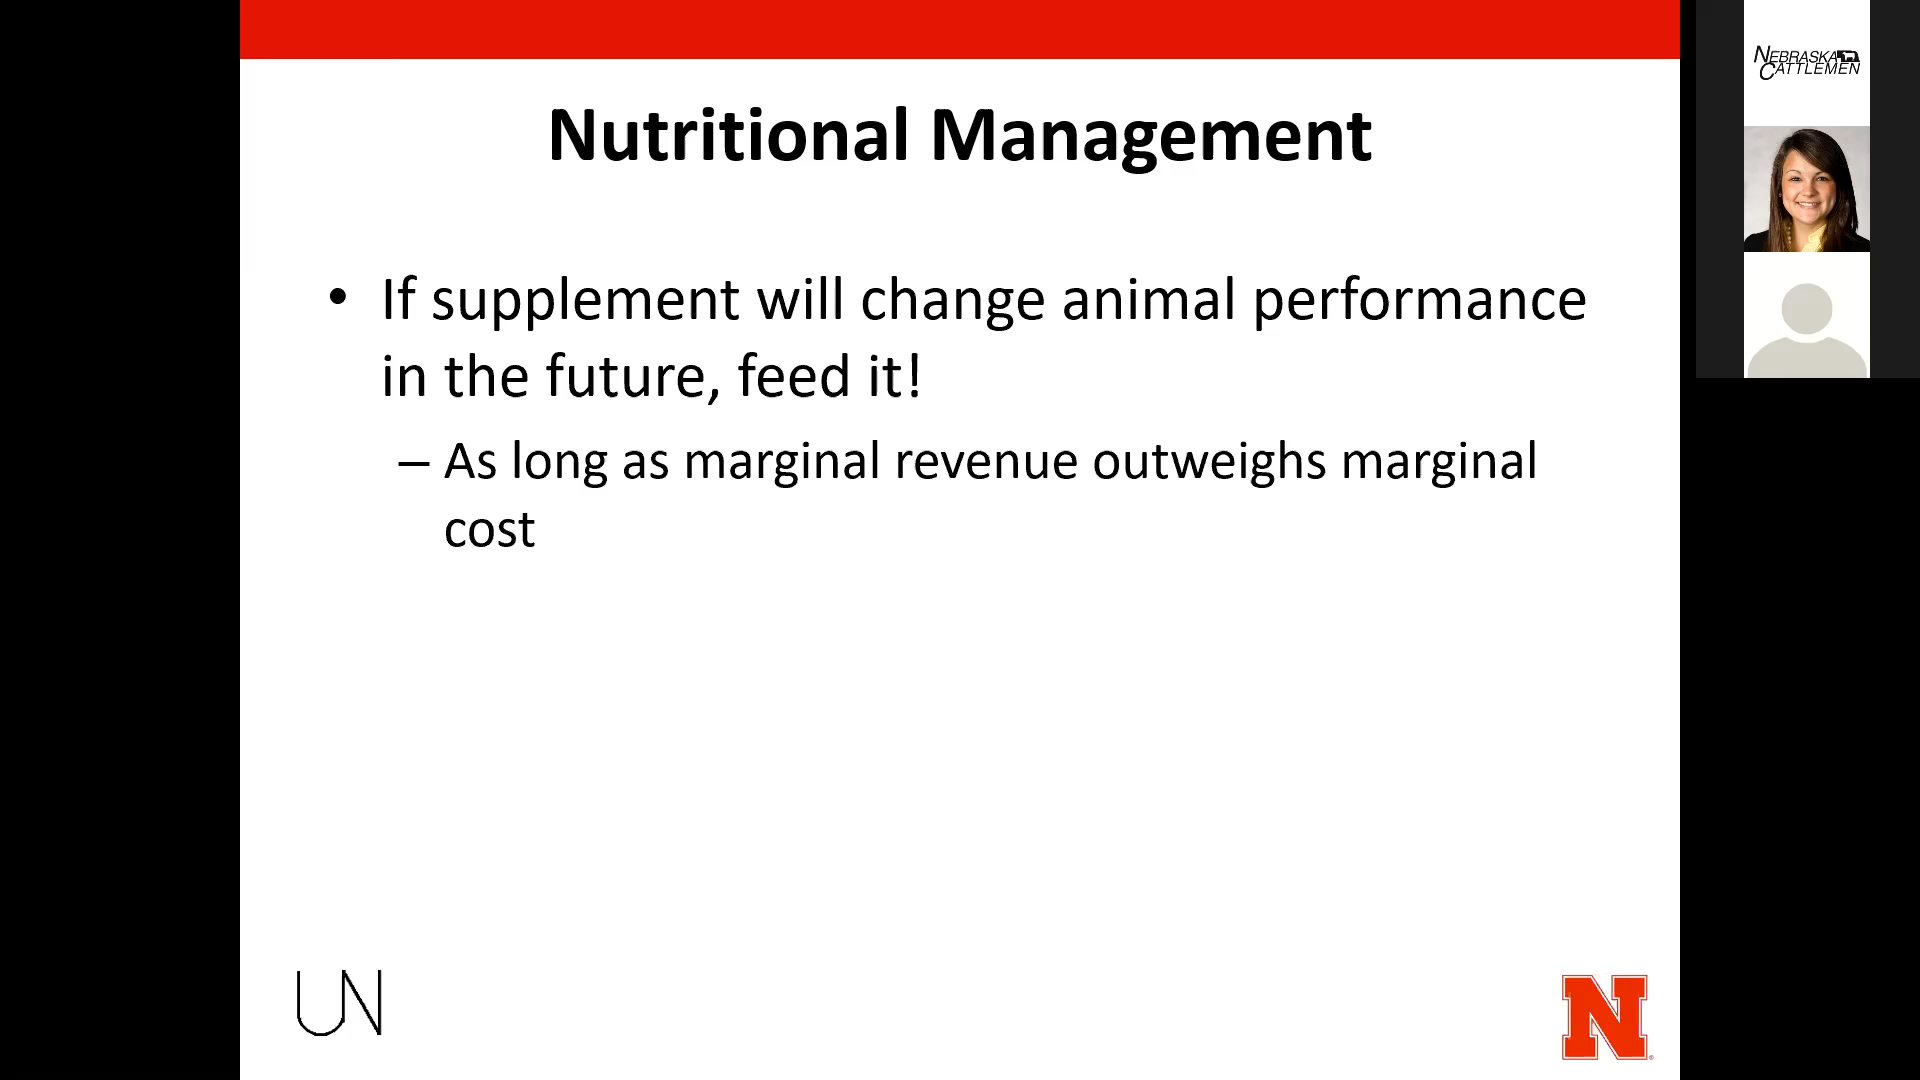 Nutritional Management
• If supplement will change animal performance
in the future, feed it!
– As long as marginal revenue outweighs marginal
cost
NEBRASKA
CATTLEMEN
UN
N